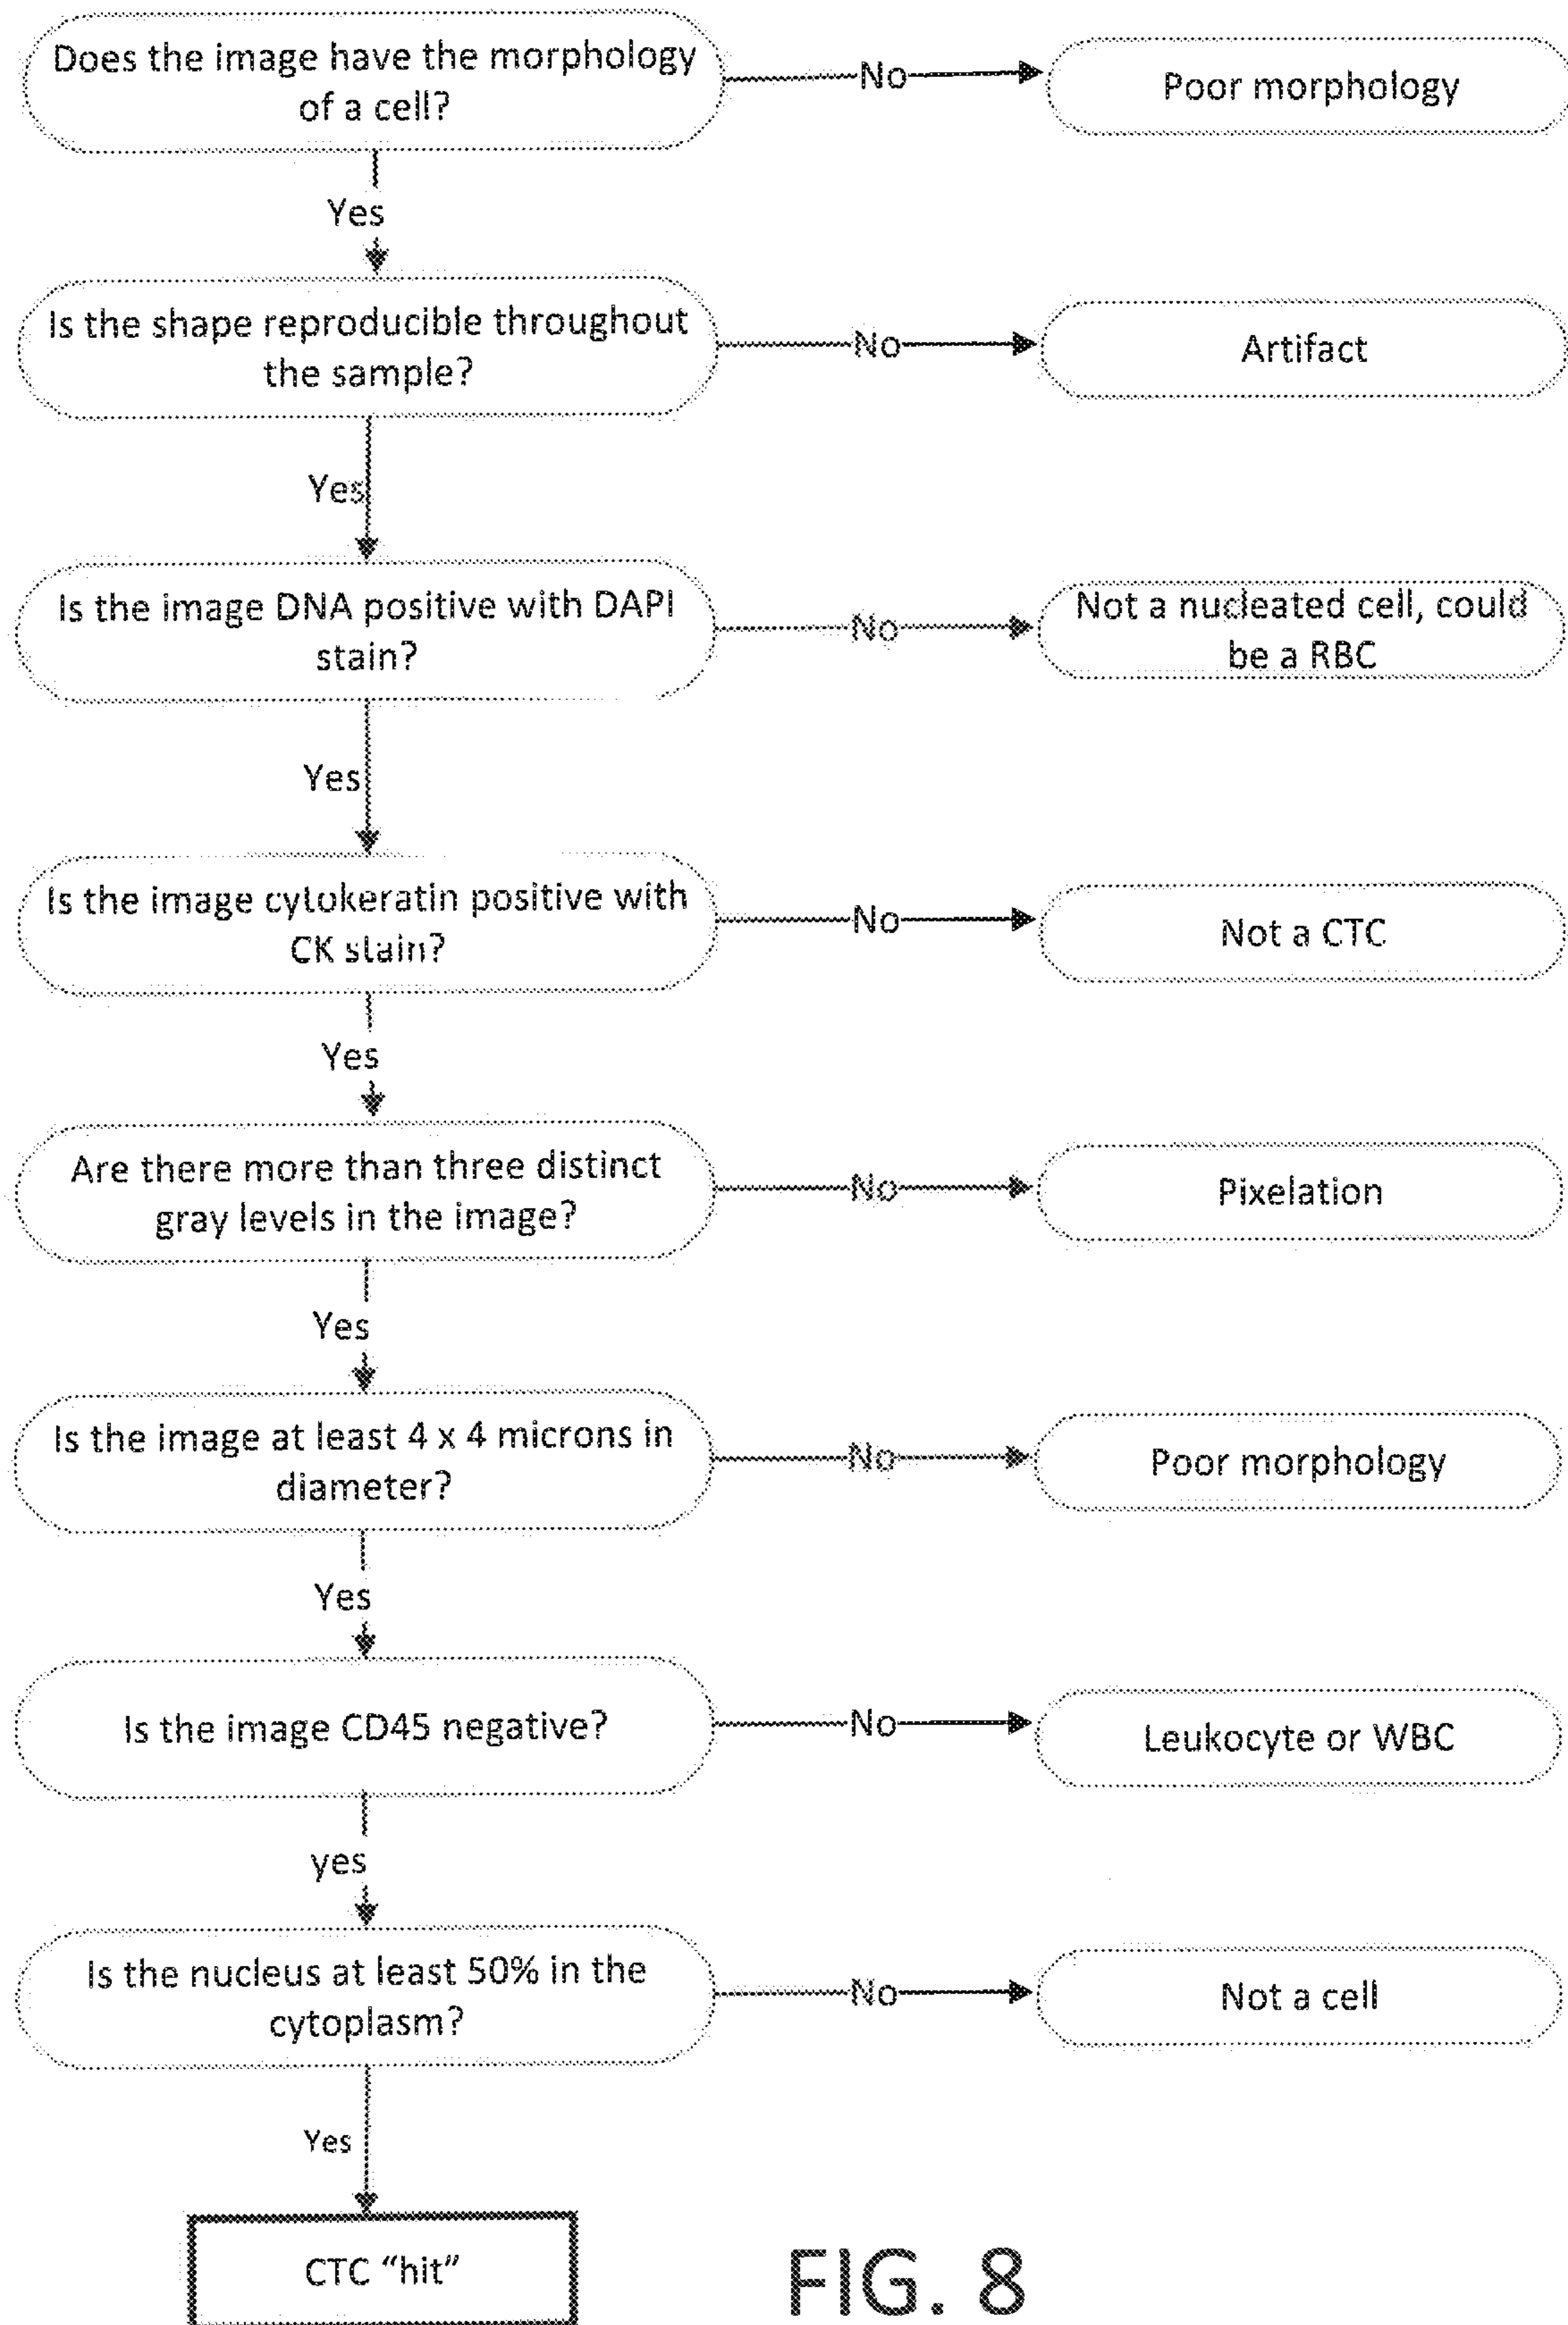 Does the image have the morphology
of a cell?
No
Poor morphology
Yes
Is the shape reproducible throughout
the sample?
No
Artifact
Yes
Is the image DNA positive with DAPI
stain?
No
Not a nucleated cell, could
be a RBC
Yes
Is the image cytokeratin positive with
CK stain?
No
Not a CTC
Yes
Are there more than three distinct
gray levels in the image?
No
Pixelation
Yes
Is the image at least 4 x 4 microns in
diameter?
No
Poor morphology
Yes
Is the image CD45 negative?
No
Leukocyte or WBC
yes
Is the nucleus at least 50% in the
cytoplasm?
No
Not a cell
Yes
CTC “hit”
FIG. 8